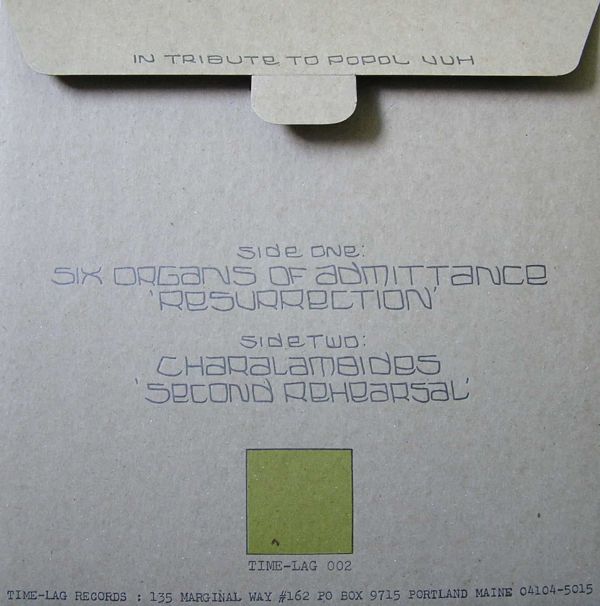 IN TRIBUTE TO POPOL VUH
SIDE ONE:
SIX ORGANS OF ADMITTANCE
'RESURRECTION'
SIDE TWO:
CHARALAMBIDES
'SECOND REHEARSAL'
TIME-LAG 002
TIME-LAG RECORDS : 135 MARGINAL WAY #162 PO BOX 9715 PORTLAND MAINE 04104-5015